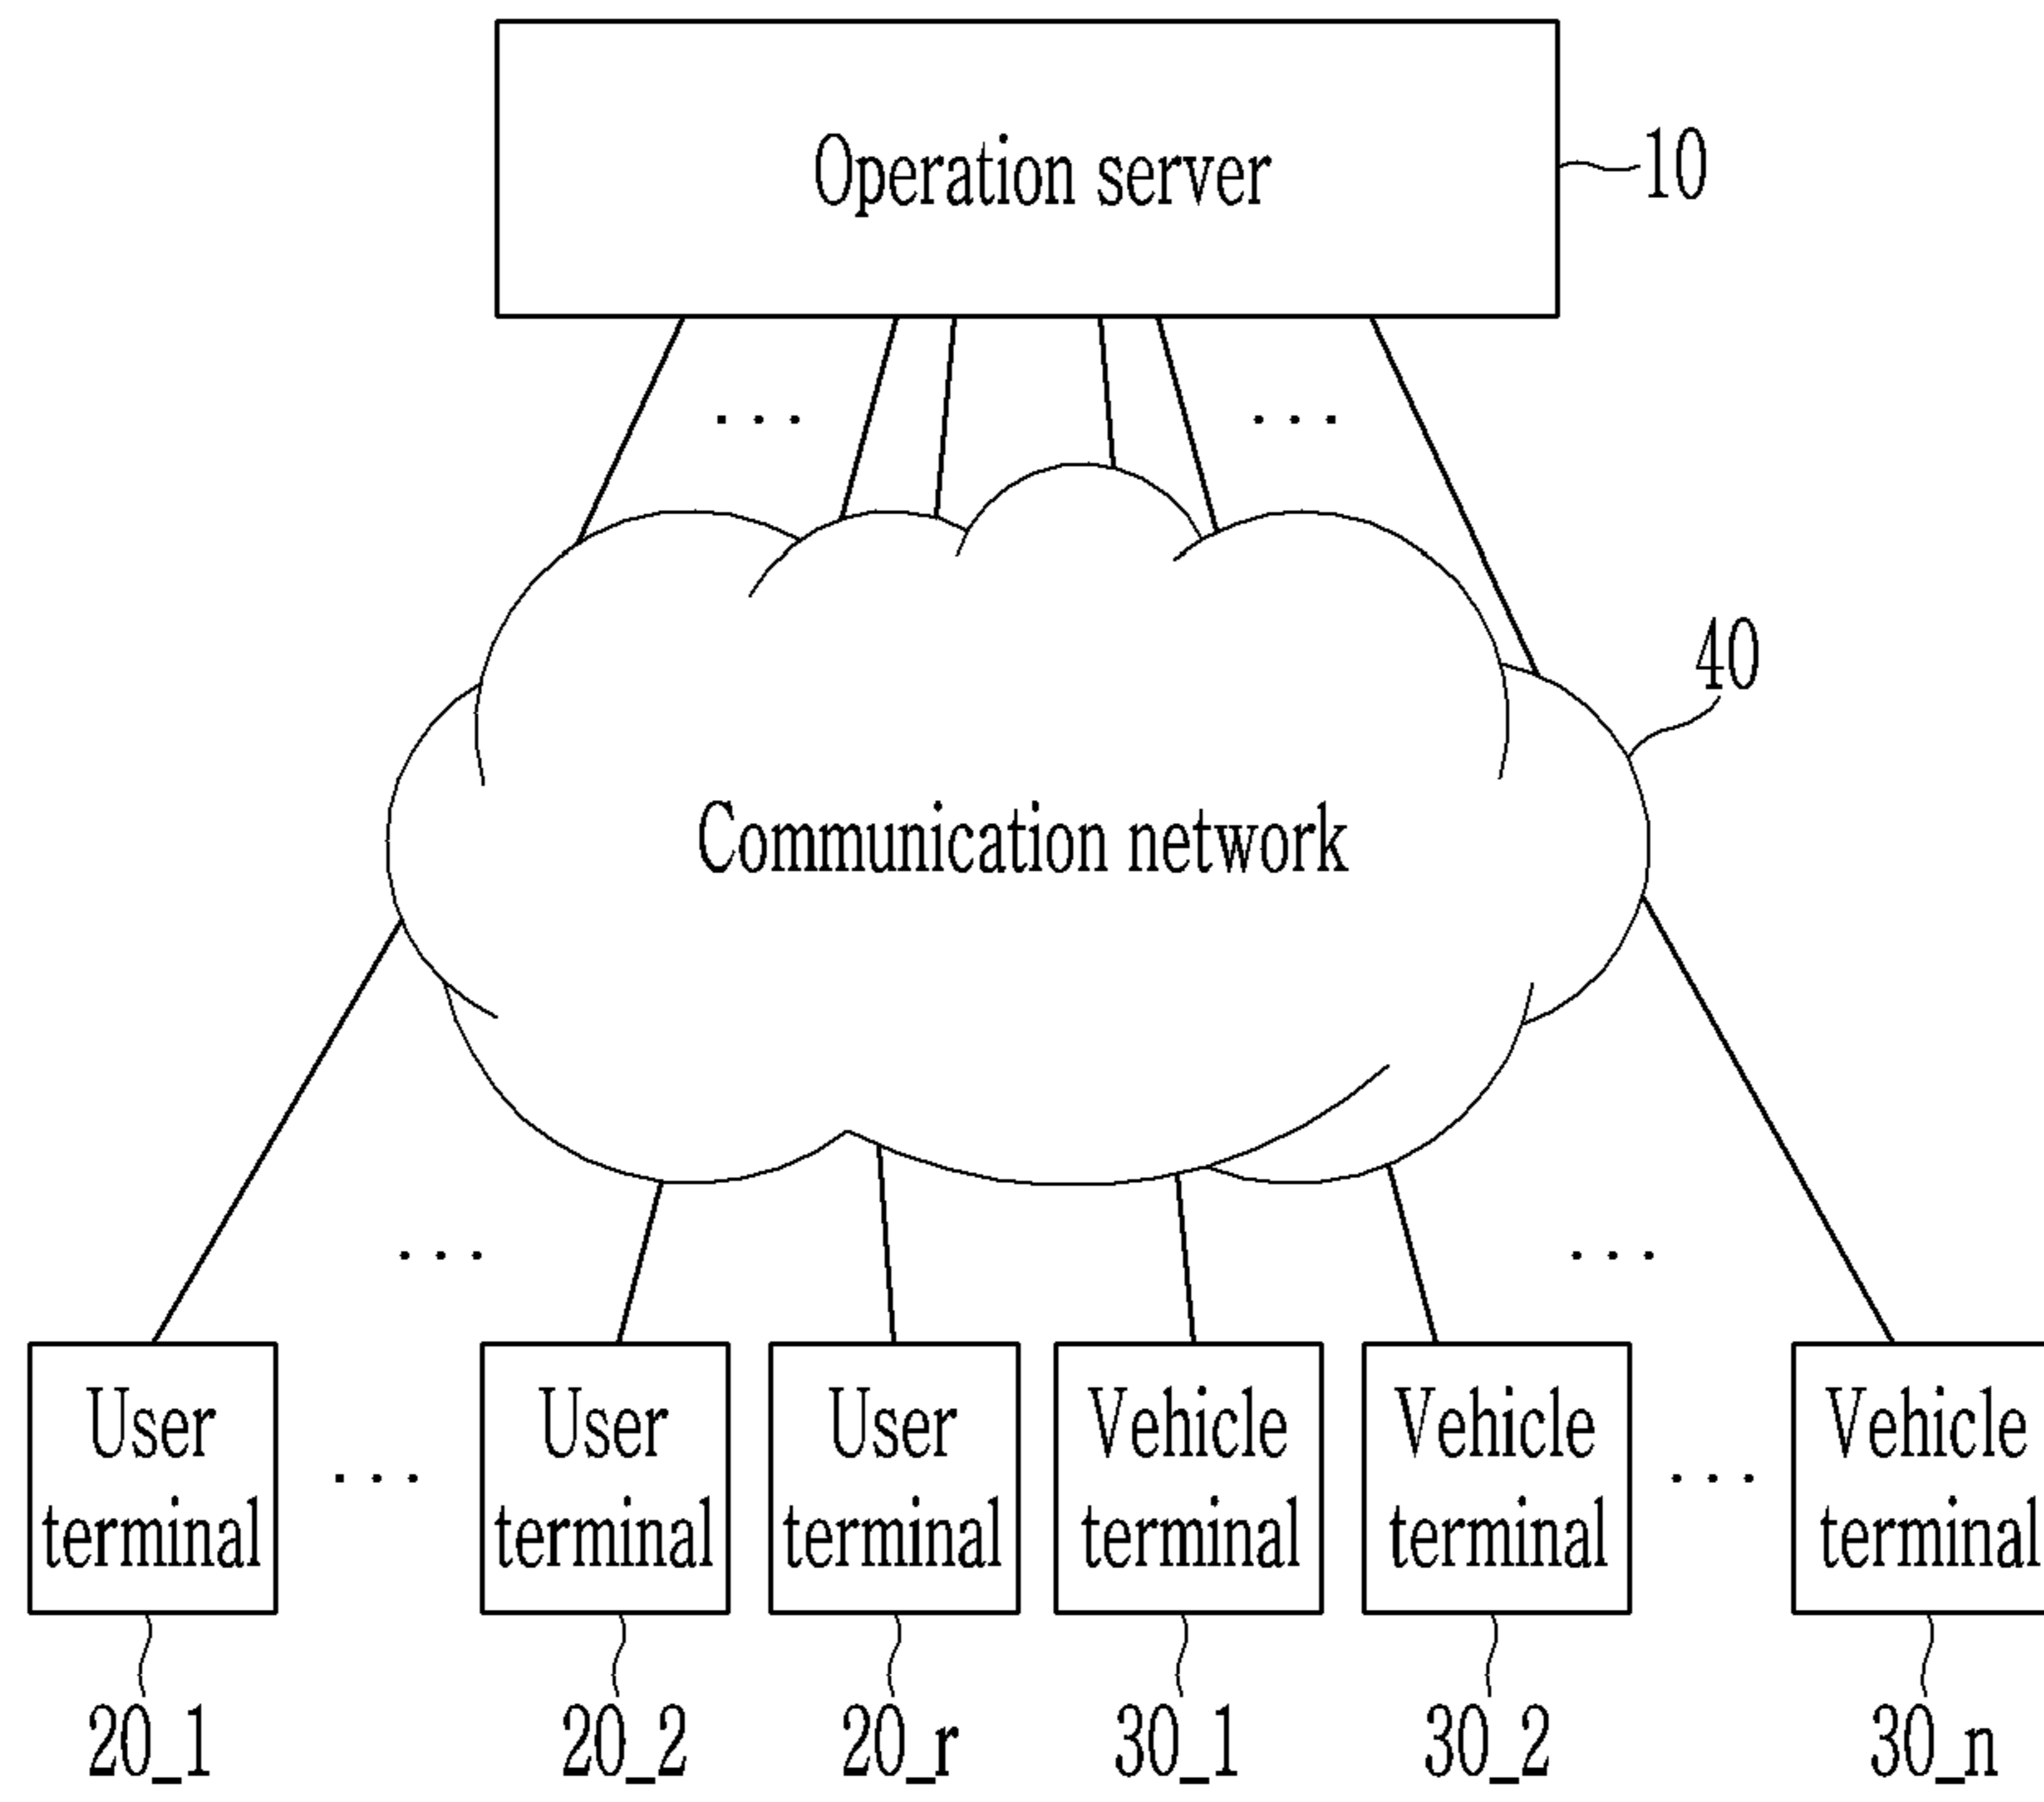 Operation server
10
...
...
40
Communication network
...
...
User terminal
...
User terminal
User terminal
Vehicle terminal
Vehicle terminal
...
Vehicle terminal
20_1
20_2
20_r
30_1
30_2
30_n